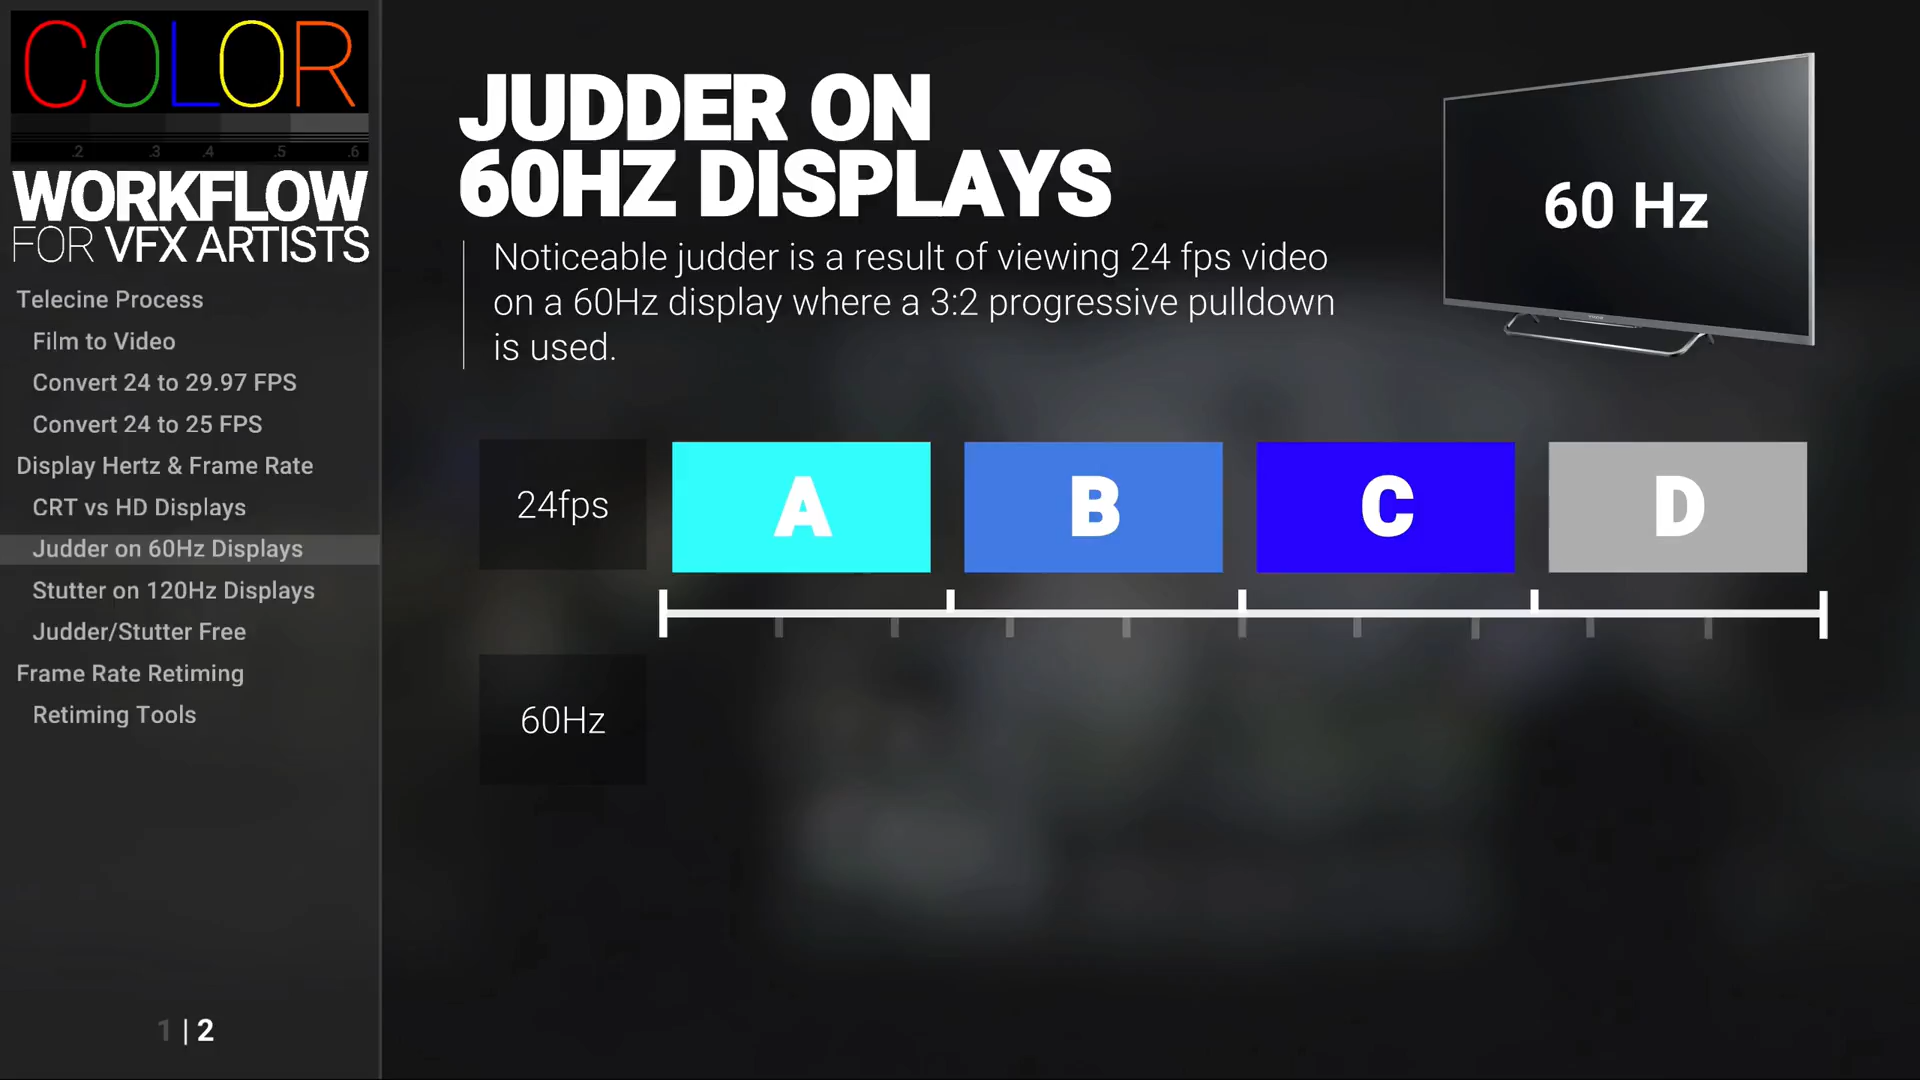 COLOR
.2 .3 .4 .5 .6
WORKFLOW
FOR VFX ARTISTS
Telecine Process
Film to Video
Convert 24 to 29.97 FPS
Convert 24 to 25 FPS
Display Hertz & Frame Rate
CRT vs HD Displays
Judder on 60Hz Displays
Stutter on 120Hz Displays
Judder/Stutter Free
Frame Rate Retiming
Retiming Tools
1 | 2
JUDDER ON
60HZ DISPLAYS
Noticeable judder is a result of viewing 24 fps video
on a 60Hz display where a 3:2 progressive pulldown
is used.
60 Hz
24fps
A B C D
60Hz